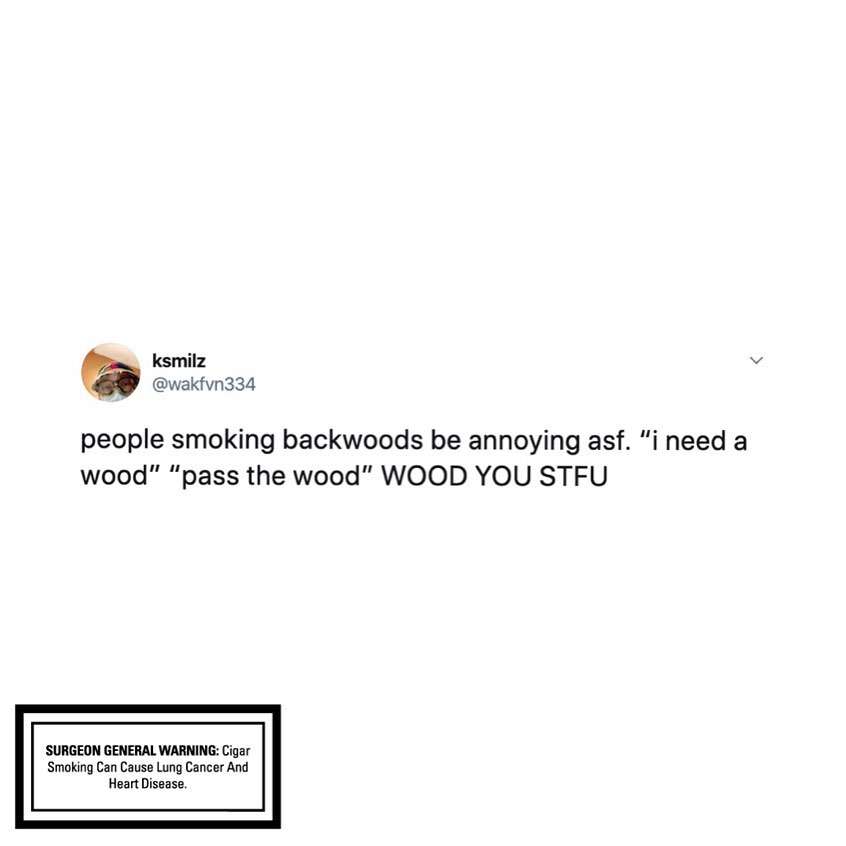 ksmilz
@wakfvn334
people smoking backwoods be annoying asf. “i need a
wood” “pass the wood” WOOD YOU STFU
SURGEON GENERAL WARNING: Cigar
Smoking Can Cause Lung Cancer And
Heart Disease.